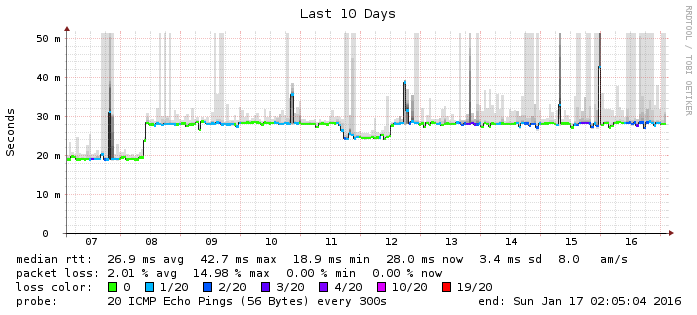 Last 10 Days
RRDTOOL / TOBI OETIKER
Seconds
50 m
40 m
30 m
20 m
10 m
0
07 08 09 10 11 12 13 14 15 16
median rtt: 26.9 ms avg 42.7 ms max 18.9 ms min 28.0 ms now 3.4 ms sd 8.0 am/s
packet loss: 2.01 % avg 14.98 % max 0.00 % min 0.00 % now
loss color: 0 1/20 2/20 3/20 4/20 10/20 19/20
probe: 20 ICMP Echo Pings (56 Bytes) every 300s end: Sun Jan 17 02:05:04 2016